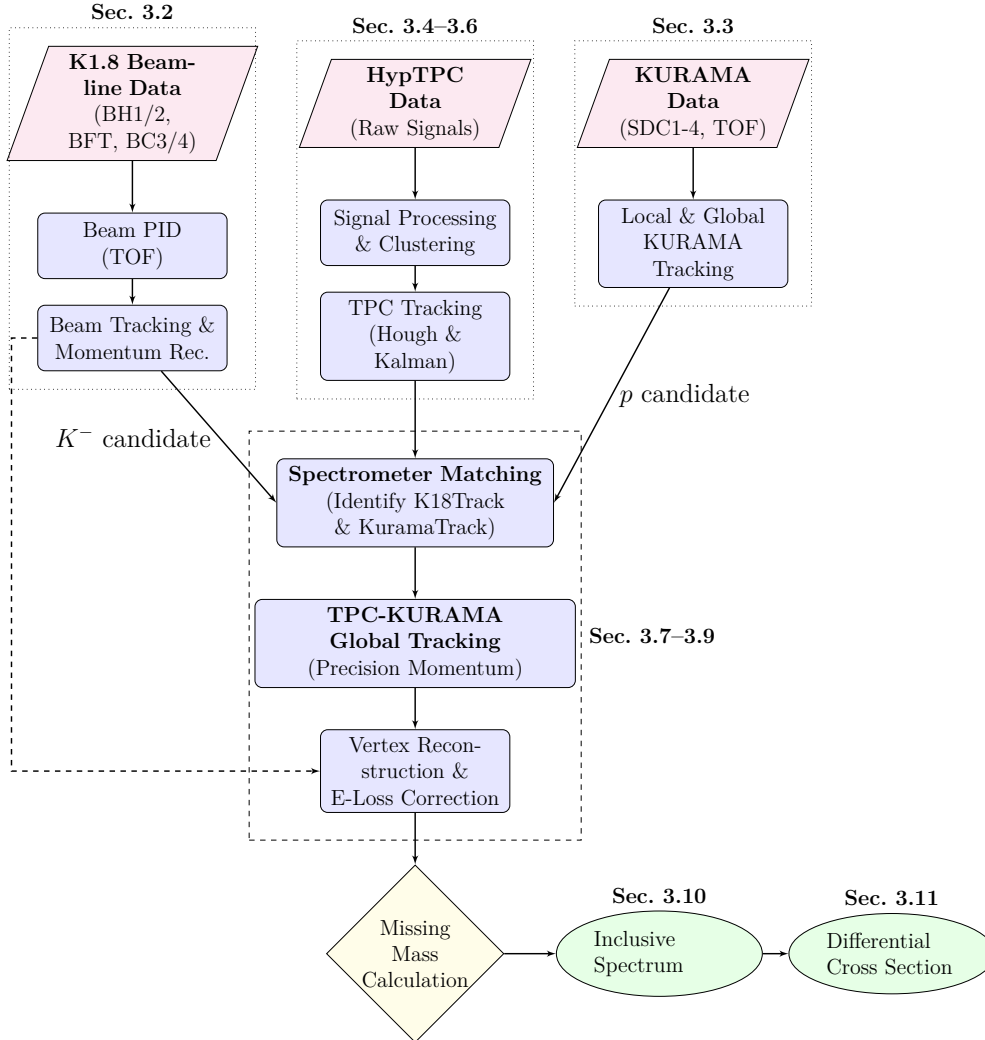 Sec. 3.2
K1.8 Beam-
line Data
(BH1/2,
BFT, BC3/4)
Beam PID
(TOF)
Beam Tracking &
Momentum Rec.
Sec. 3.4–3.6
HypTPC
Data
(Raw Signals)
Signal Processing
& Clustering
TPC Tracking
(Hough &
Kalman)
Sec. 3.3
KURAMA
Data
(SDC1-4, TOF)
Local & Global
KURAMA
Tracking
K⁻ candidate
p candidate
Spectrometer Matching
(Identify K18Track
& KuramaTrack)
TPC-KURAMA
Global Tracking
(Precision Momentum)
Sec. 3.7–3.9
Vertex Recon-
struction &
E-Loss Correction
Missing
Mass
Calculation
Sec. 3.10
Inclusive
Spectrum
Sec. 3.11
Differential
Cross Section